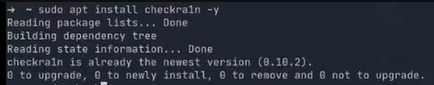 ➜ ~ sudo apt install checkra1n -y
Reading package lists... Done
Building dependency tree
Reading state information... Done
checkra1n is already the newest version (0.10.2).
0 to upgrade, 0 to newly install, 0 to remove and 0 not to upgrade.